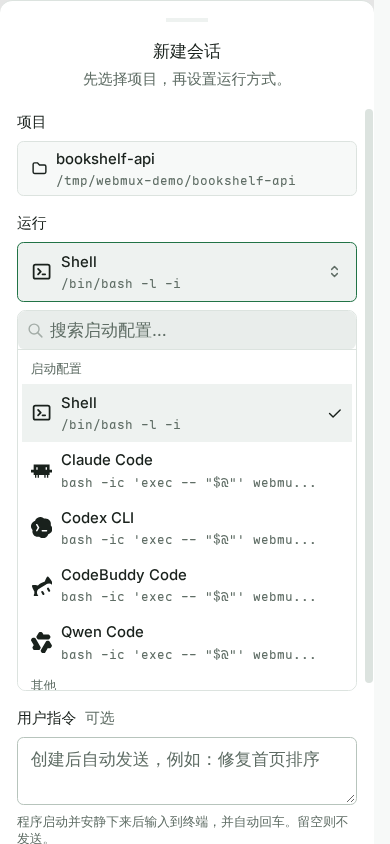 新建会话
先选择项目，再设置运行方式。
项目
bookshelf-api
/tmp/webmux-demo/bookshelf-api
运行
Shell
/bin/bash -l -i
搜索启动配置...
启动配置
Shell
/bin/bash -l -i
Claude Code
bash -ic 'exec -- "$@"' webmu...
Codex CLI
bash -ic 'exec -- "$@"' webmu...
CodeBuddy Code
bash -ic 'exec -- "$@"' webmu...
Qwen Code
bash -ic 'exec -- "$@"' webmu...
其他
用户指令 可选
创建后自动发送，例如：修复首页排序
程序启动并安静下来后输入到终端，并自动回车。留空则不
发送。